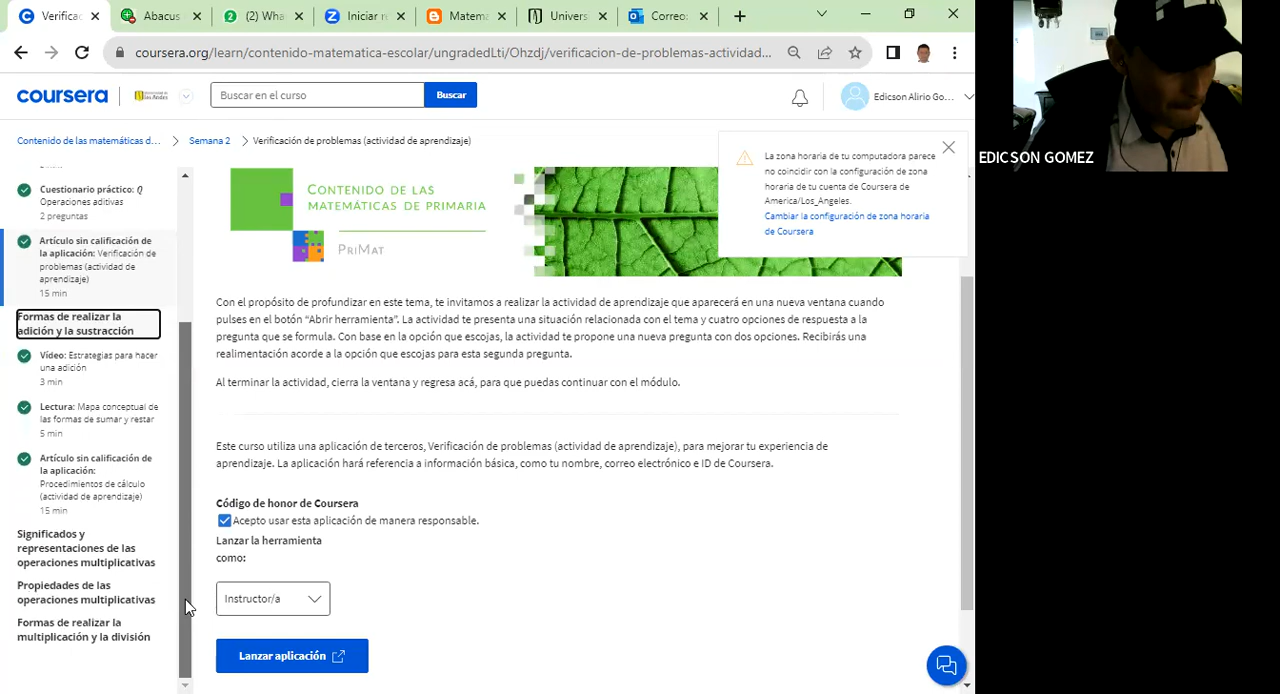 Verificac
Abacus
(2) Wha
Iniciar r
Matema
Univers
Correo:
coursera.org/learn/contenido-matematica-escolar/ungradedLti/Ohzdj/verificacion-de-problemas-actividad...
coursera
Universidad de los Andes
Buscar en el curso
Buscar
Edicson Alirio Go...
EDICSON GOMEZ
Contenido de las matemáticas d...
Semana 2
Verificación de problemas (actividad de aprendizaje)
La zona horaria de tu computadora parece
no coincidir con la configuración de zona
horaria de tu cuenta de Coursera de
America/Los_Angeles.
Cambiar la configuración de zona horaria
de Coursera
Cuestionario práctico: Q
Operaciones aditivas
2 preguntas
Artículo sin calificación de
la aplicación: Verificación de
problemas (actividad de
aprendizaje)
15 min
Formas de realizar la
adición y la sustracción
Vídeo: Estrategias para hacer
una adición
3 min
Lectura: Mapa conceptual de
las formas de sumar y restar
5 min
Artículo sin calificación de
la aplicación:
Procedimientos de cálculo
(actividad de aprendizaje)
15 min
Significados y
representaciones de las
operaciones multiplicativas
Propiedades de las
operaciones multiplicativas
Formas de realizar la
multiplicación y la división
CONTENIDO DE LAS
MATEMÁTICAS DE PRIMARIA
PRIMAT
Con el propósito de profundizar en este tema, te invitamos a realizar la actividad de aprendizaje que aparecerá en una nueva ventana cuando
pulses en el botón “Abrir herramienta”. La actividad te presenta una situación relacionada con el tema y cuatro opciones de respuesta a la
pregunta que se formula. Con base en la opción que escojas, la actividad te propone una nueva pregunta con dos opciones. Recibirás una
realimentación acorde a la opción que escojas para esta segunda pregunta.
Al terminar la actividad, cierra la ventana y regresa acá, para que puedas continuar con el módulo.
Este curso utiliza una aplicación de terceros, Verificación de problemas (actividad de aprendizaje), para mejorar tu experiencia de
aprendizaje. La aplicación hará referencia a información básica, como tu nombre, correo electrónico e ID de Coursera.
Código de honor de Coursera
Acepto usar esta aplicación de manera responsable.
Lanzar la herramienta
como:
Instructor/a
Lanzar aplicación